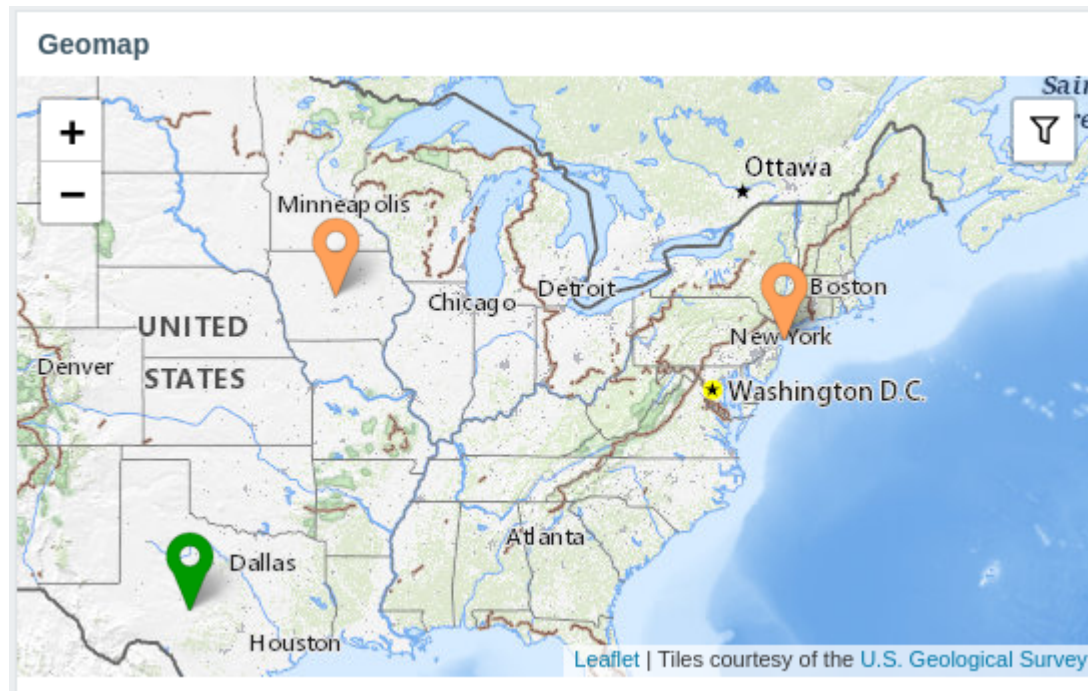 Geomap
+
−
Ottawa
Minneapolis
Boston
Detroit
Chicago
UNITED
STATES
New York
Denver
Washington D.C.
Atlanta
Dallas
Houston
Leaflet | Tiles courtesy of the U.S. Geological Survey